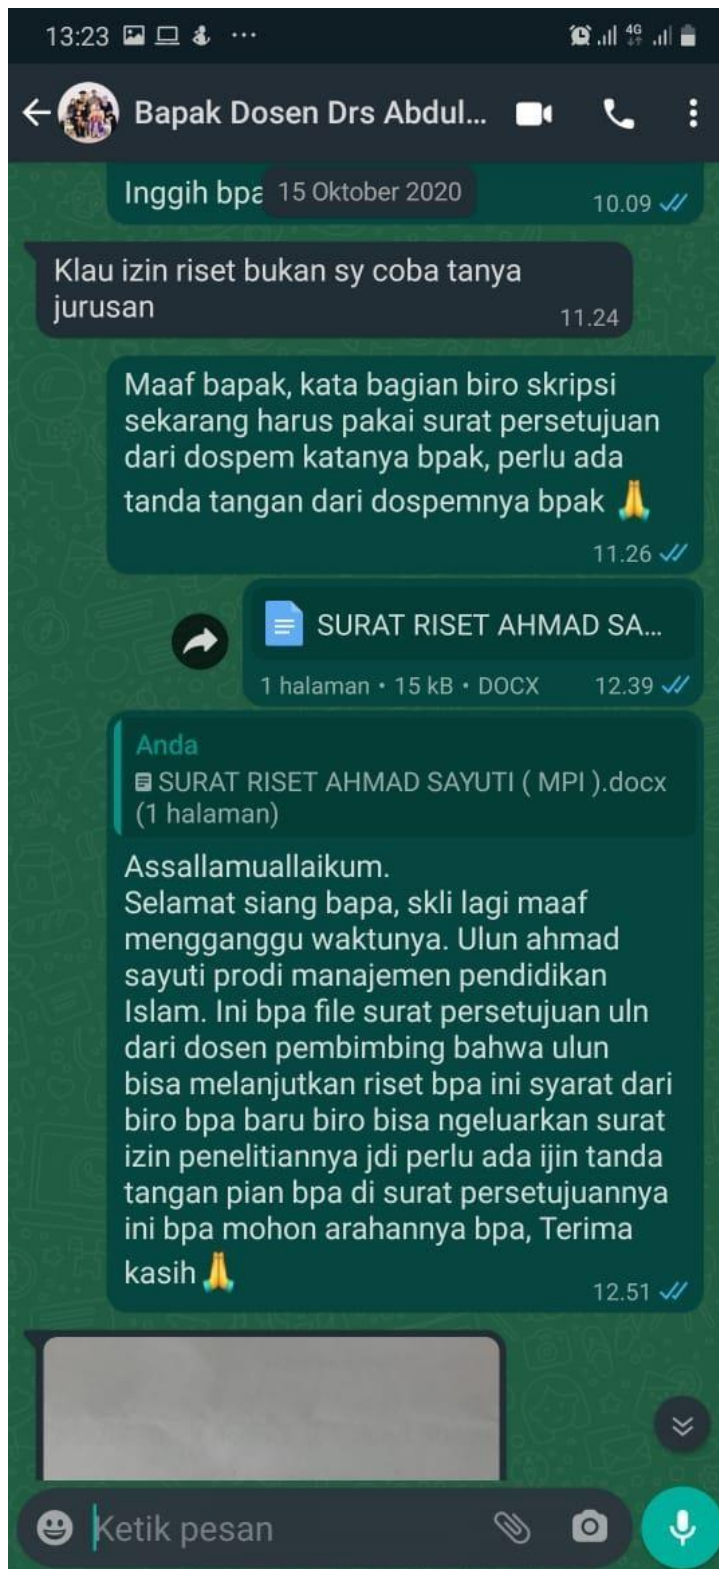 13:23
4G
Bapak Dosen Drs Abdul...
Inggih bpa
15 Oktober 2020
10.09
Klau izin riset bukan sy coba tanya
jurusan
11.24
Maaf bapak, kata bagian biro skripsi
sekarang harus pakai surat persetujuan
dari dospem katanya bpak, perlu ada
tanda tangan dari dospemnya bpak 🙏
11.26
SURAT RISET AHMAD SA...
1 halaman • 15 kB • DOCX 12.39
Anda
SURAT RISET AHMAD SAYUTI ( MPI ).docx
(1 halaman)
Assallamuallaikum.
Selamat siang bapa, skli lagi maaf
mengganggu waktunya. Ulun ahmad
sayuti prodi manajemen pendidikan
Islam. Ini bpa file surat persetujuan uln
dari dosen pembimbing bahwa ulun
bisa melanjutkan riset bpa ini syarat dari
biro bpa baru biro bisa ngeluarkan surat
izin penelitiannya jdi perlu ada ijin tanda
tangan pian bpa di surat persetujuannya
ini bpa mohon arahannya bpa, Terima
kasih 🙏
12.51
Ketik pesan